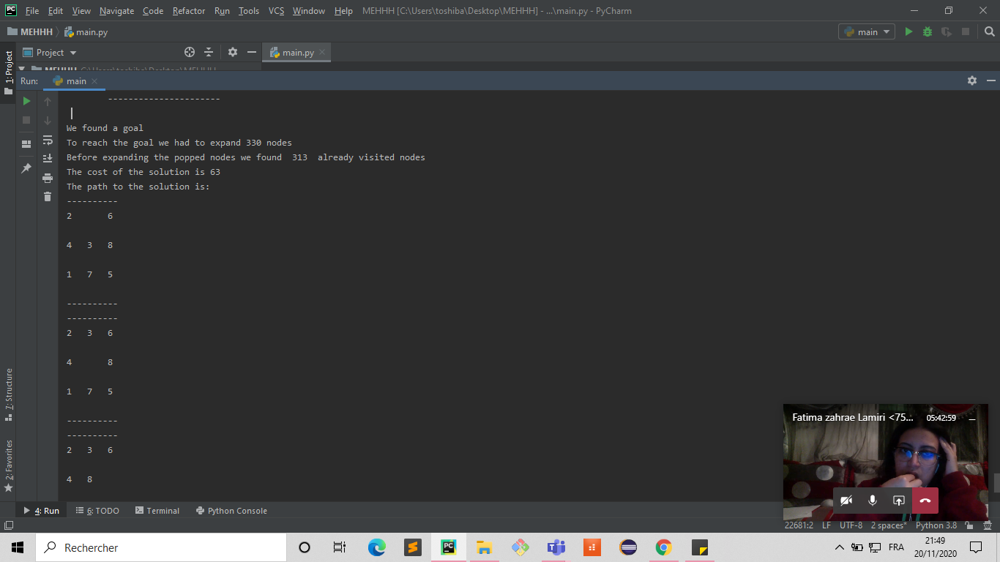 File Edit View Navigate Code Refactor Run Tools VCS Window Help MEHHH [C:\Users\toshiba\Desktop\MEHHH] - ...\main.py - PyCharm
MEHHH main.py main
1: Project
Project main.py
MEHHH C:\Users\toshiba\Desktop\MEHHH
Run: main
----------------------
We found a goal
To reach the goal we had to expand 330 nodes
Before expanding the popped nodes we found  313  already visited nodes
The cost of the solution is 63
The path to the solution is:
----------
2       6
4   3   8
1   7   5
----------
----------
2   3   6
4       8
1   7   5
----------
----------
2   3   6
4   8
7: Structure
2: Favorites
Fatima zahrae Lamiri <75... 05:42:59
4: Run 6: TODO Terminal Python Console
22681:2 LF UTF-8 2 spaces* Python 3.8
Rechercher
FRA
21:49
20/11/2020